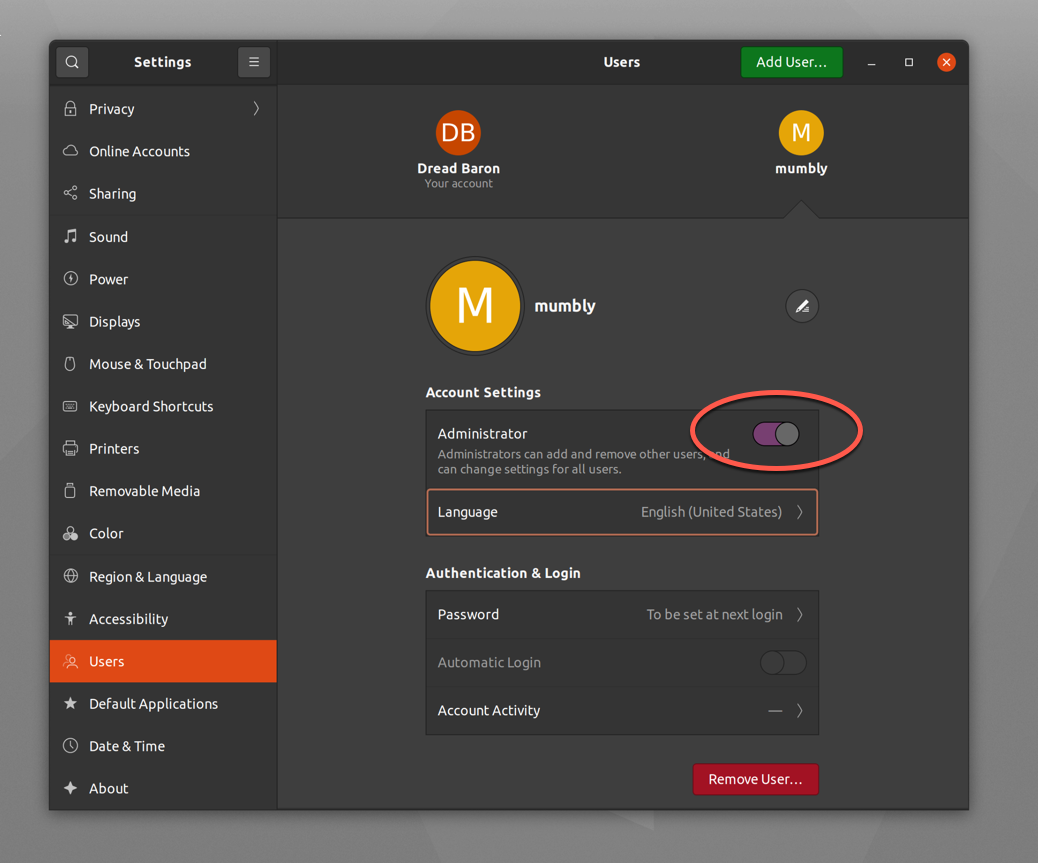 Settings
Users
Add User...
Privacy
Online Accounts
Sharing
Sound
Power
Displays
Mouse & Touchpad
Keyboard Shortcuts
Printers
Removable Media
Color
Region & Language
Accessibility
Users
Default Applications
Date & Time
About
DB
Dread Baron
Your account
M
mumbly
M
mumbly
Account Settings
Administrator
Administrators can add and remove other users, and
can change settings for all users.
Language English (United States)
Authentication & Login
Password To be set at next login
Automatic Login
Account Activity —
Remove User...